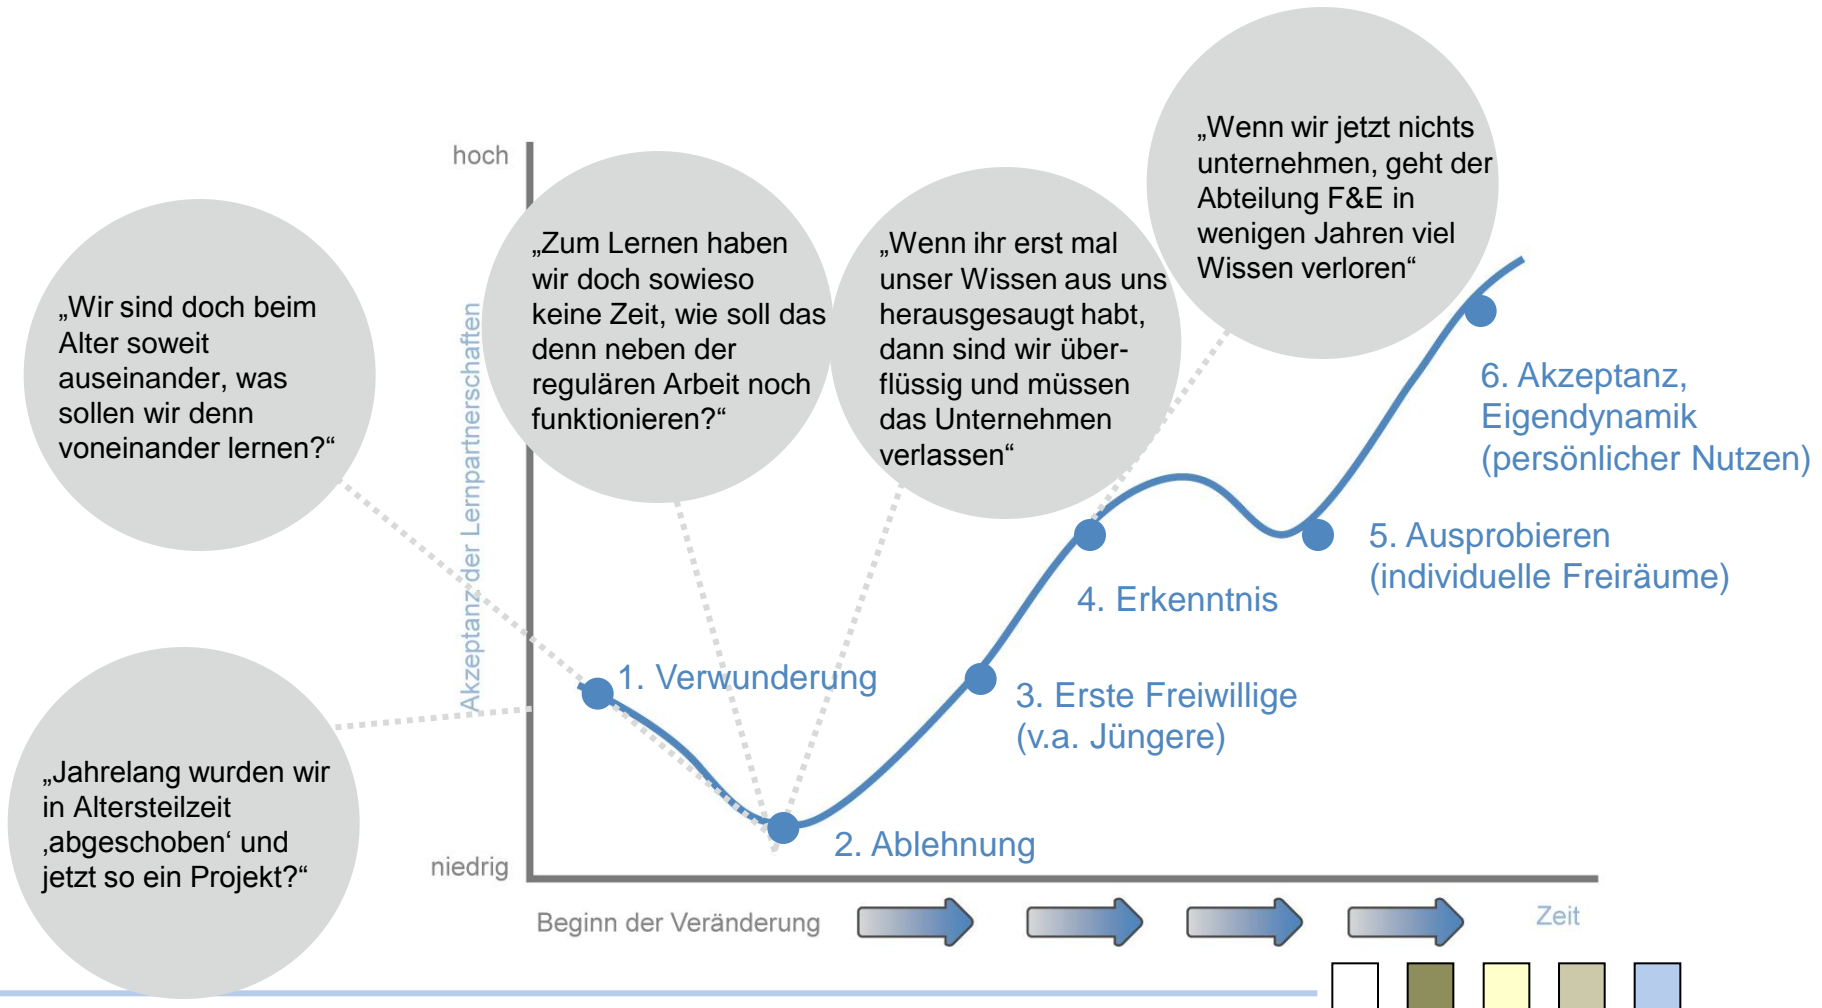 „Wenn wir jetzt nichts
unternehmen, geht der
Abteilung F&E in
wenigen Jahren viel
Wissen verloren“
hoch
„Zum Lernen haben
wir doch sowieso
keine Zeit, wie soll das
denn neben der
regulären Arbeit noch
funktionieren?“
„Wenn ihr erst mal
unser Wissen aus uns
herausgesaugt habt,
dann sind wir über-
flüssig und müssen
das Unternehmen
verlassen“
„Wir sind doch beim
Alter soweit
auseinander, was
sollen wir denn
voneinander lernen?“
Akzeptanz der Lernpartnerschaften
6. Akzeptanz,
Eigendynamik
(persönlicher Nutzen)
5. Ausprobieren
(individuelle Freiräume)
4. Erkenntnis
1. Verwunderung
3. Erste Freiwillige
(v.a. Jüngere)
„Jahrelang wurden wir
in Altersteilzeit
‚abgeschoben‘ und
jetzt so ein Projekt?“
2. Ablehnung
niedrig
Beginn der Veränderung
Zeit